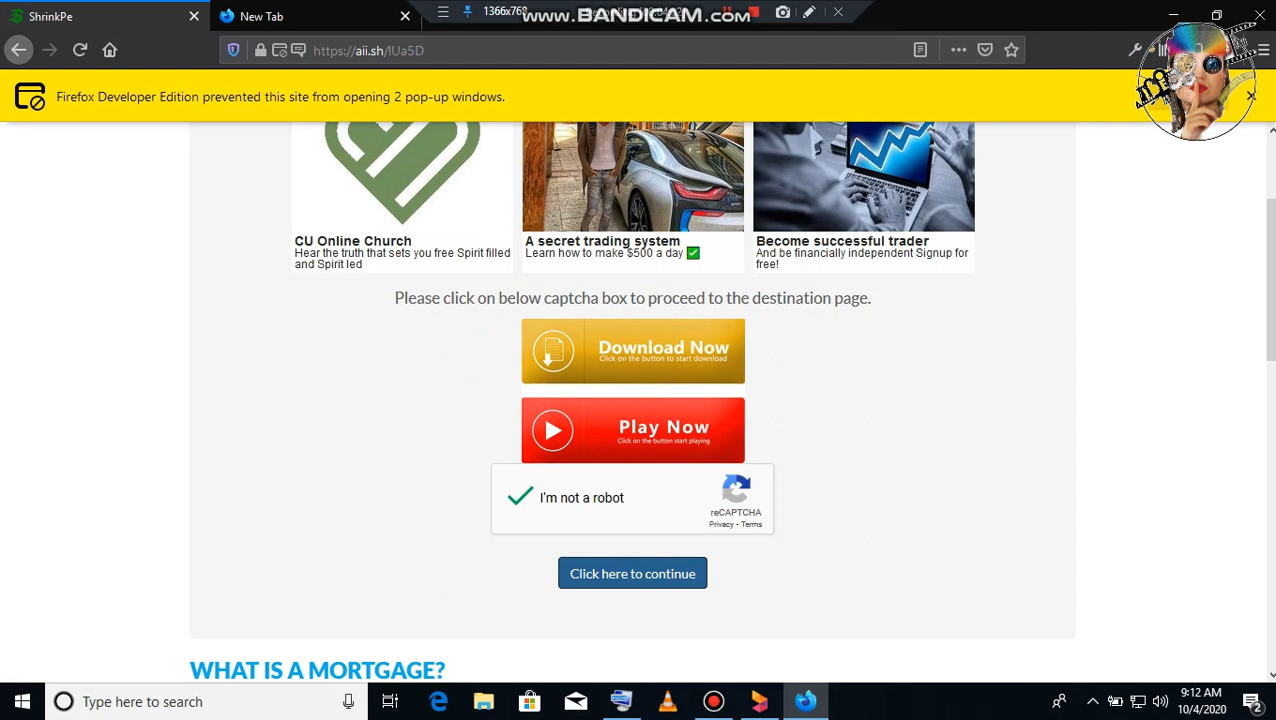 ShrinkPe
New Tab
1366x768
www.BANDICAM.com
https://aii.sh/IUa5D
Firefox Developer Edition prevented this site from opening 2 pop-up windows.
CU Online Church
Hear the truth that sets you free Spirit filled
and Spirit led
A secret trading system
Learn how to make $500 a day
Become successful trader
And be financially independent Signup for
free!
Please click on below captcha box to proceed to the destination page.
Download Now
Click on the button to start download
Play Now
Click on the button start playing
I'm not a robot
reCAPTCHA
Privacy - Terms
Click here to continue
WHAT IS A MORTGAGE?
Type here to search
9:12 AM
10/4/2020
2